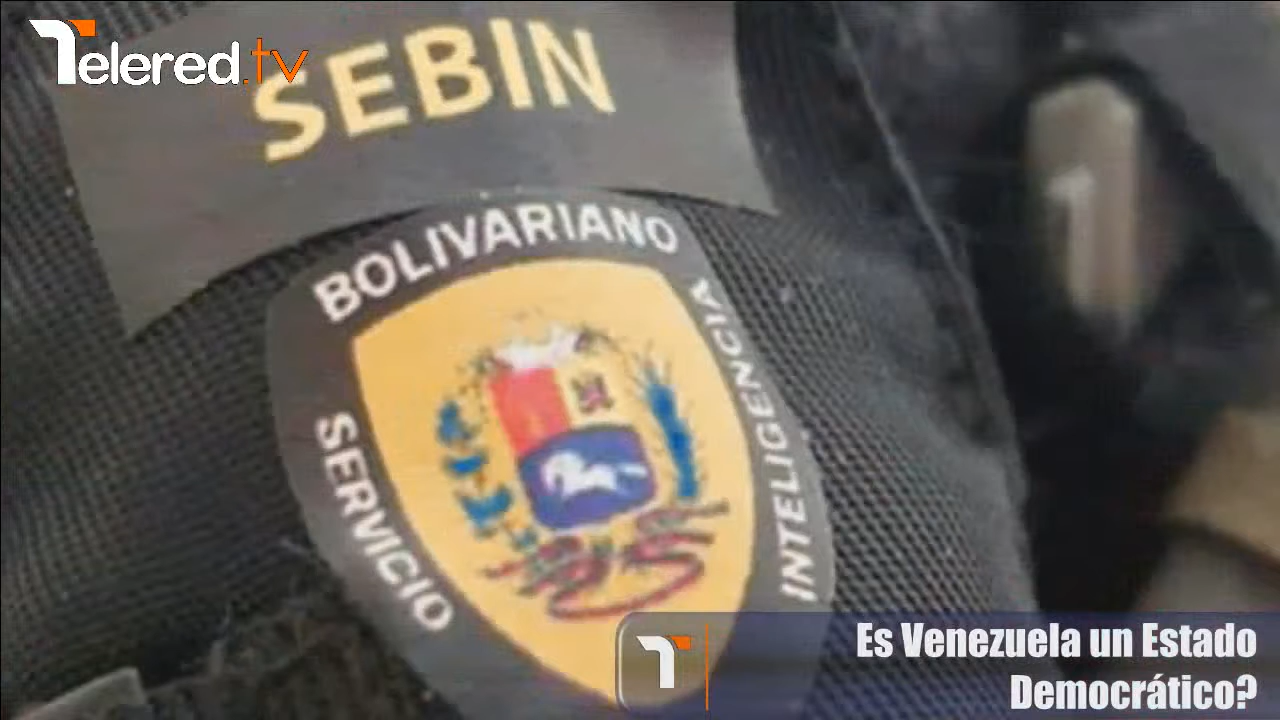 Telered.tv
SEBIN
BOLIVARIANO
SERVICIO
INTELIGENCIA
Es Venezuela un Estado
Democrático?